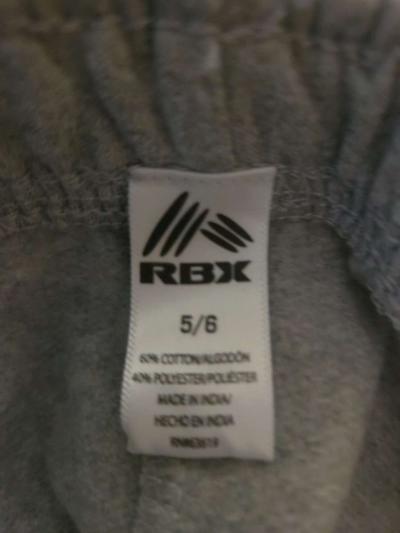 RBX
5/6
60% COTTON/ALGODÓN
40% POLYESTER/POLIÉSTER
MADE IN INDIA/
HECHO EN INDIA